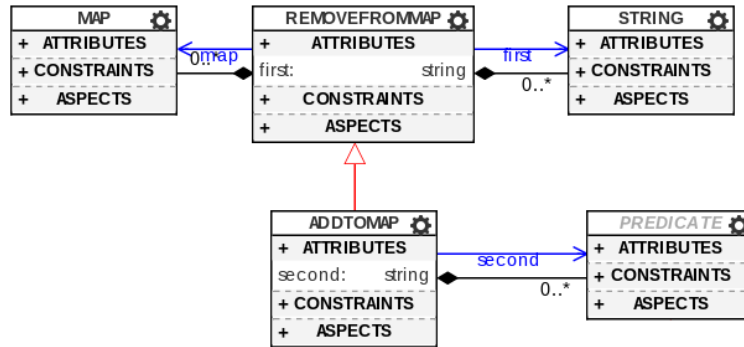 MAP
+ ATTRIBUTES
+ CONSTRAINTS
+ ASPECTS
map
0..*
REMOVEFROMMAP
+ ATTRIBUTES
first: string
+ CONSTRAINTS
+ ASPECTS
first
0..*
STRING
+ ATTRIBUTES
+ CONSTRAINTS
+ ASPECTS
ADDTOMAP
+ ATTRIBUTES
second: string
+ CONSTRAINTS
+ ASPECTS
second
0..*
PREDICATE
+ ATTRIBUTES
+ CONSTRAINTS
+ ASPECTS